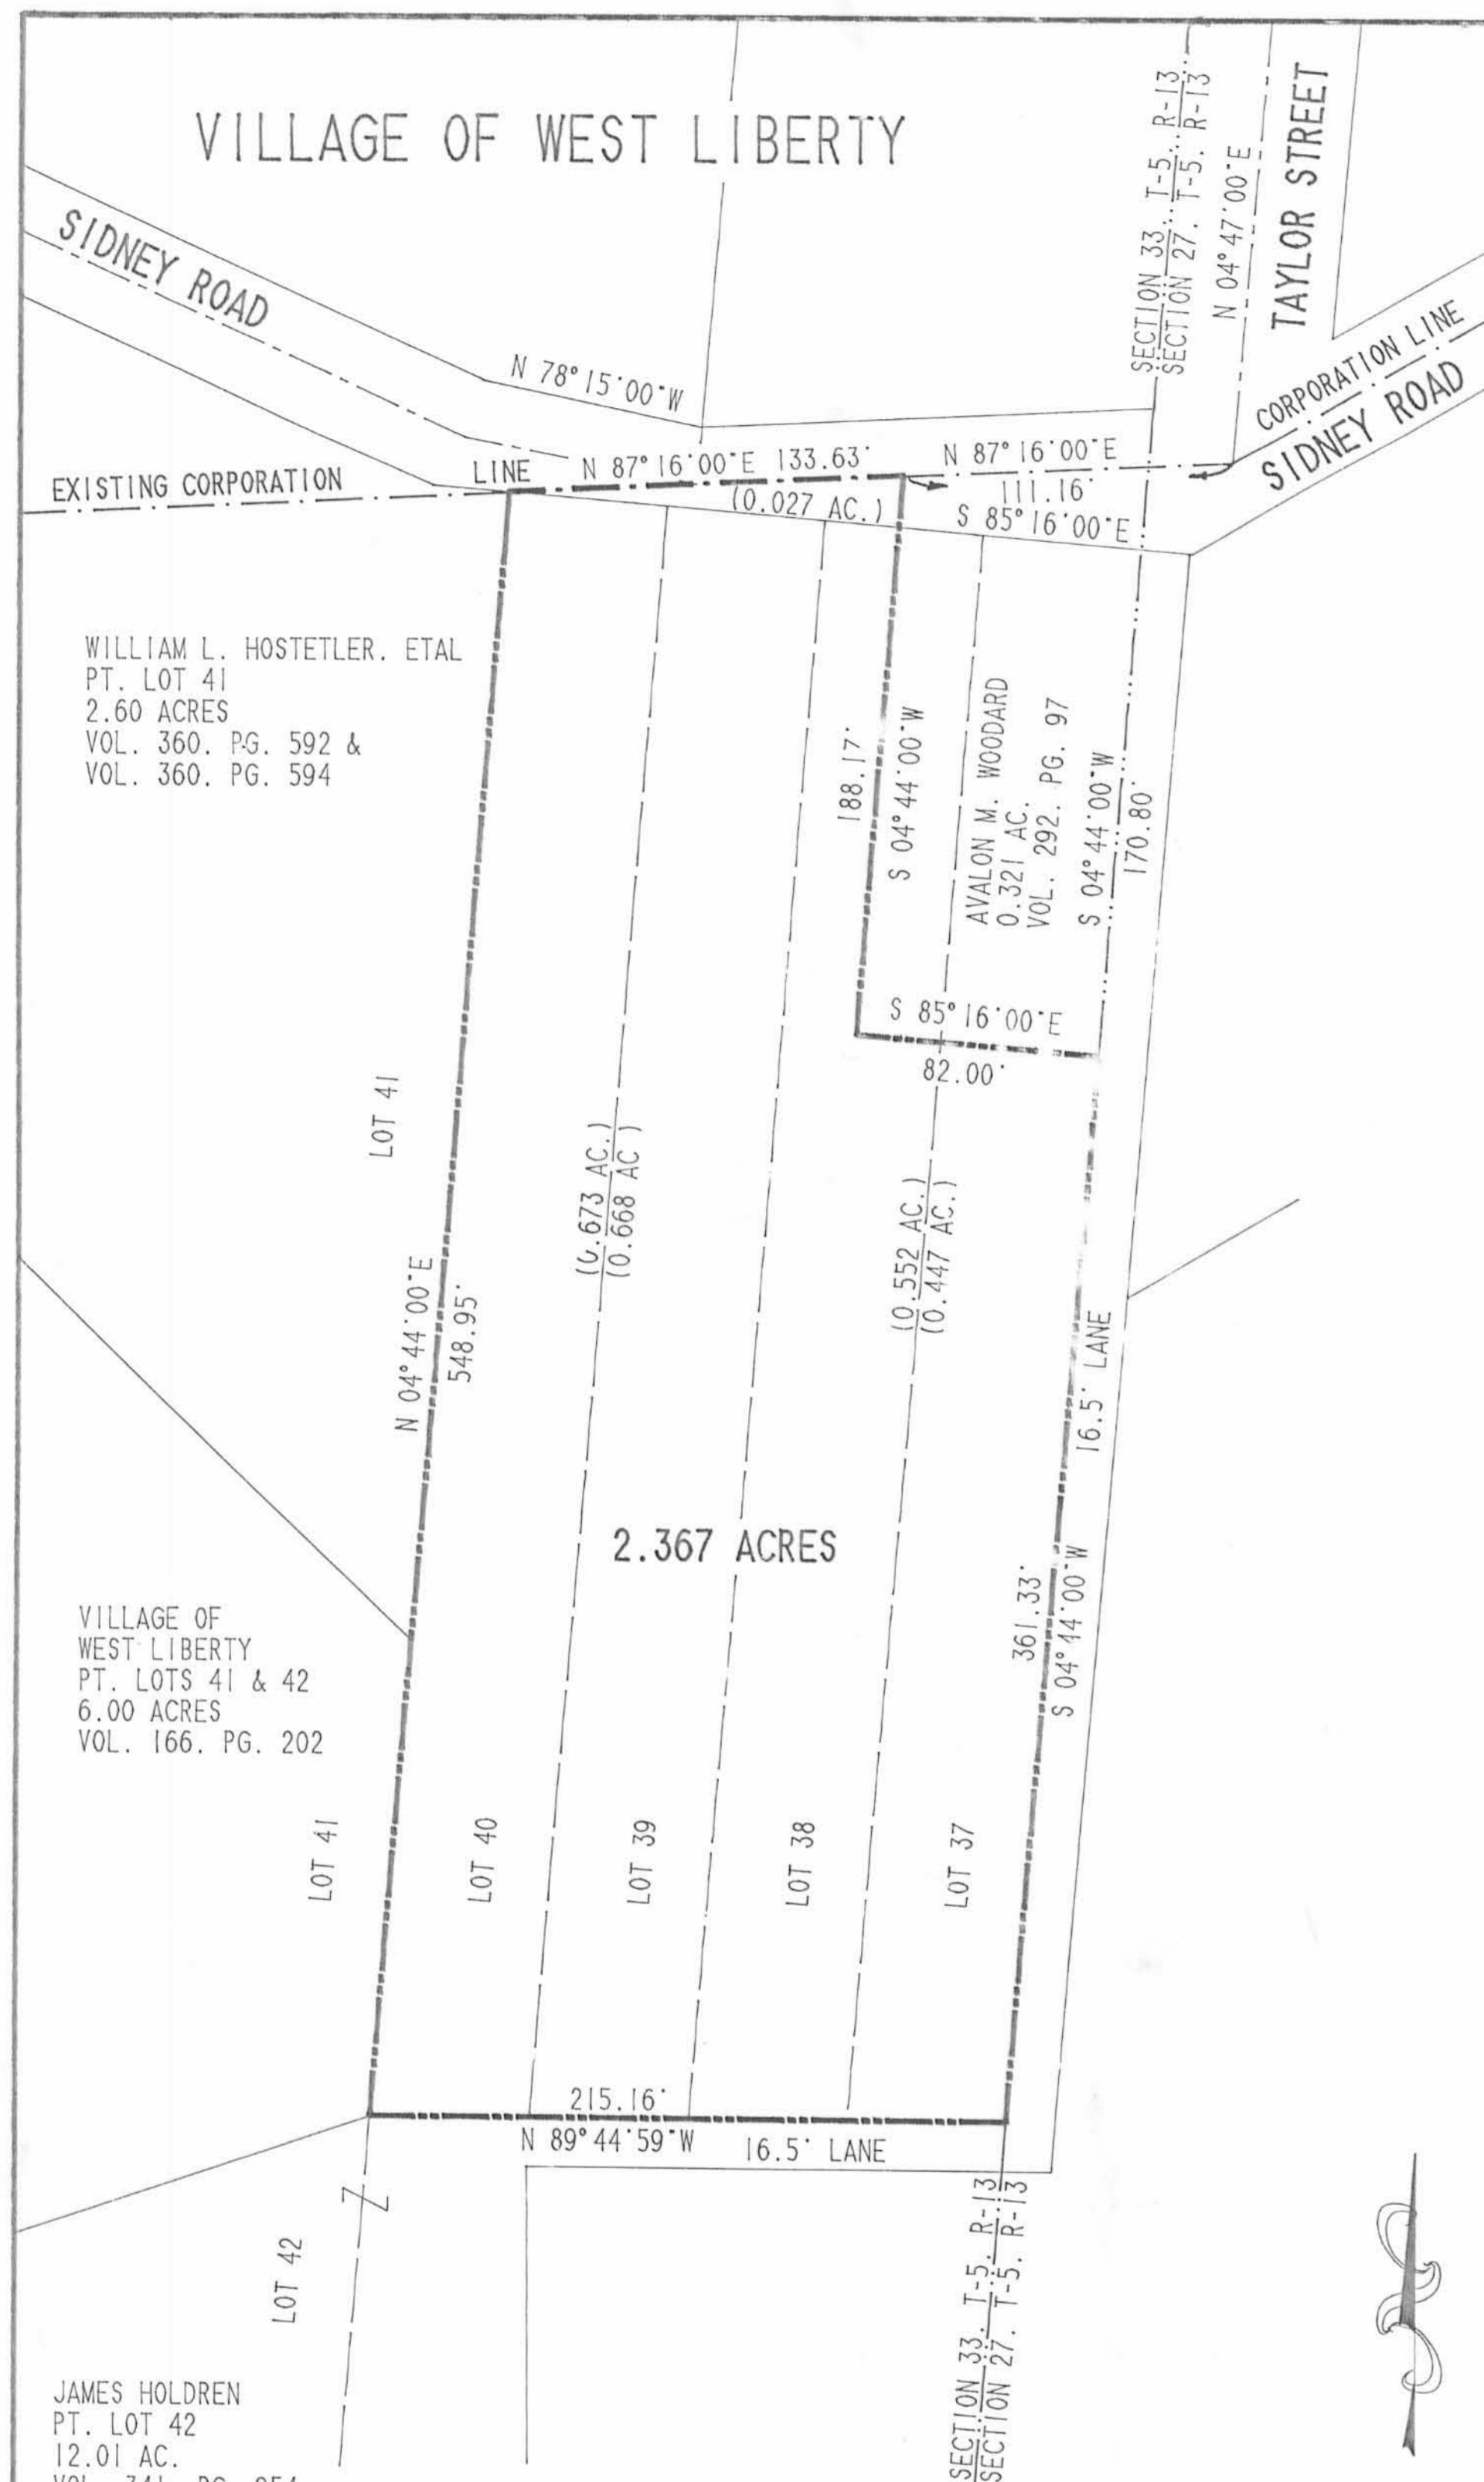 VILLAGE OF WEST LIBERTY
SECTION 33. T-5. R-13
SECTION 27. T-5. R-13
N 04°47'00"E
TAYLOR STREET
SIDNEY ROAD
N 78°15'00"W
CORPORATION LINE
SIDNEY ROAD
EXISTING CORPORATION LINE
N 87°16'00"E 133.63'
N 87°16'00"E
111.16'
(0.027 AC.)
S 85°16'00"E
WILLIAM L. HOSTETLER. ETAL
PT. LOT 41
2.60 ACRES
VOL. 360. PG. 592 &
VOL. 360. PG. 594
188.17'
S 04°44'00"W
AVALON M. WOODARD
0.321 AC.
VOL. 292. PG. 97
S 04°44'00"W
170.80'
S 85°16'00"E
82.00'
LOT 41
(0.673 AC.)
(0.668 AC )
(0.552 AC.)
(0.447 AC.)
N 04°44'00"E
548.95'
16.5' LANE
2.367 ACRES
361.33'
S 04°44'00"W
VILLAGE OF
WEST LIBERTY
PT. LOTS 41 & 42
6.00 ACRES
VOL. 166. PG. 202
LOT 41
LOT 40
LOT 39
LOT 38
LOT 37
215.16'
N 89°44'59"W
16.5' LANE
Z
LOT 42
SECTION 33. T-5. R-13
SECTION 27. T-5. R-13
JAMES HOLDREN
PT. LOT 42
12.01 AC.